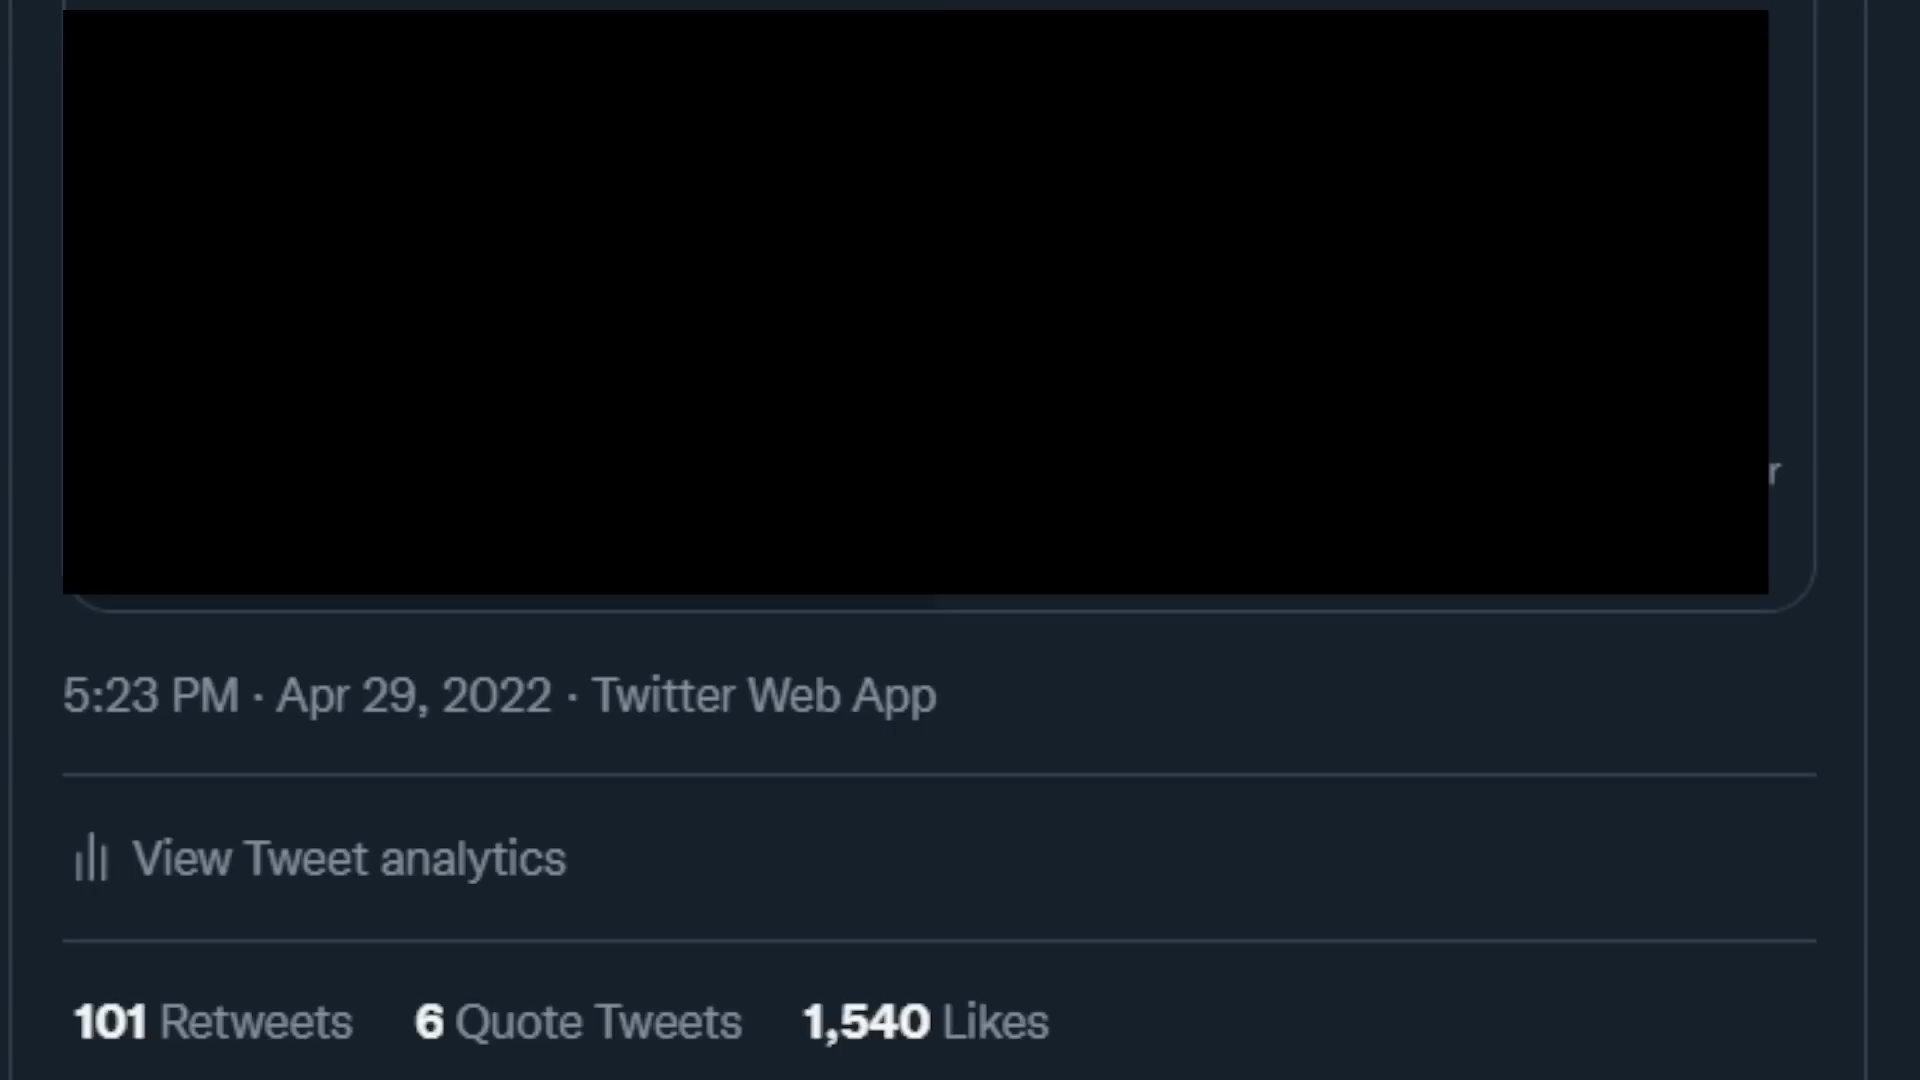 r
5:23 PM · Apr 29, 2022 · Twitter Web App
View Tweet analytics
101 Retweets 6 Quote Tweets 1,540 Likes